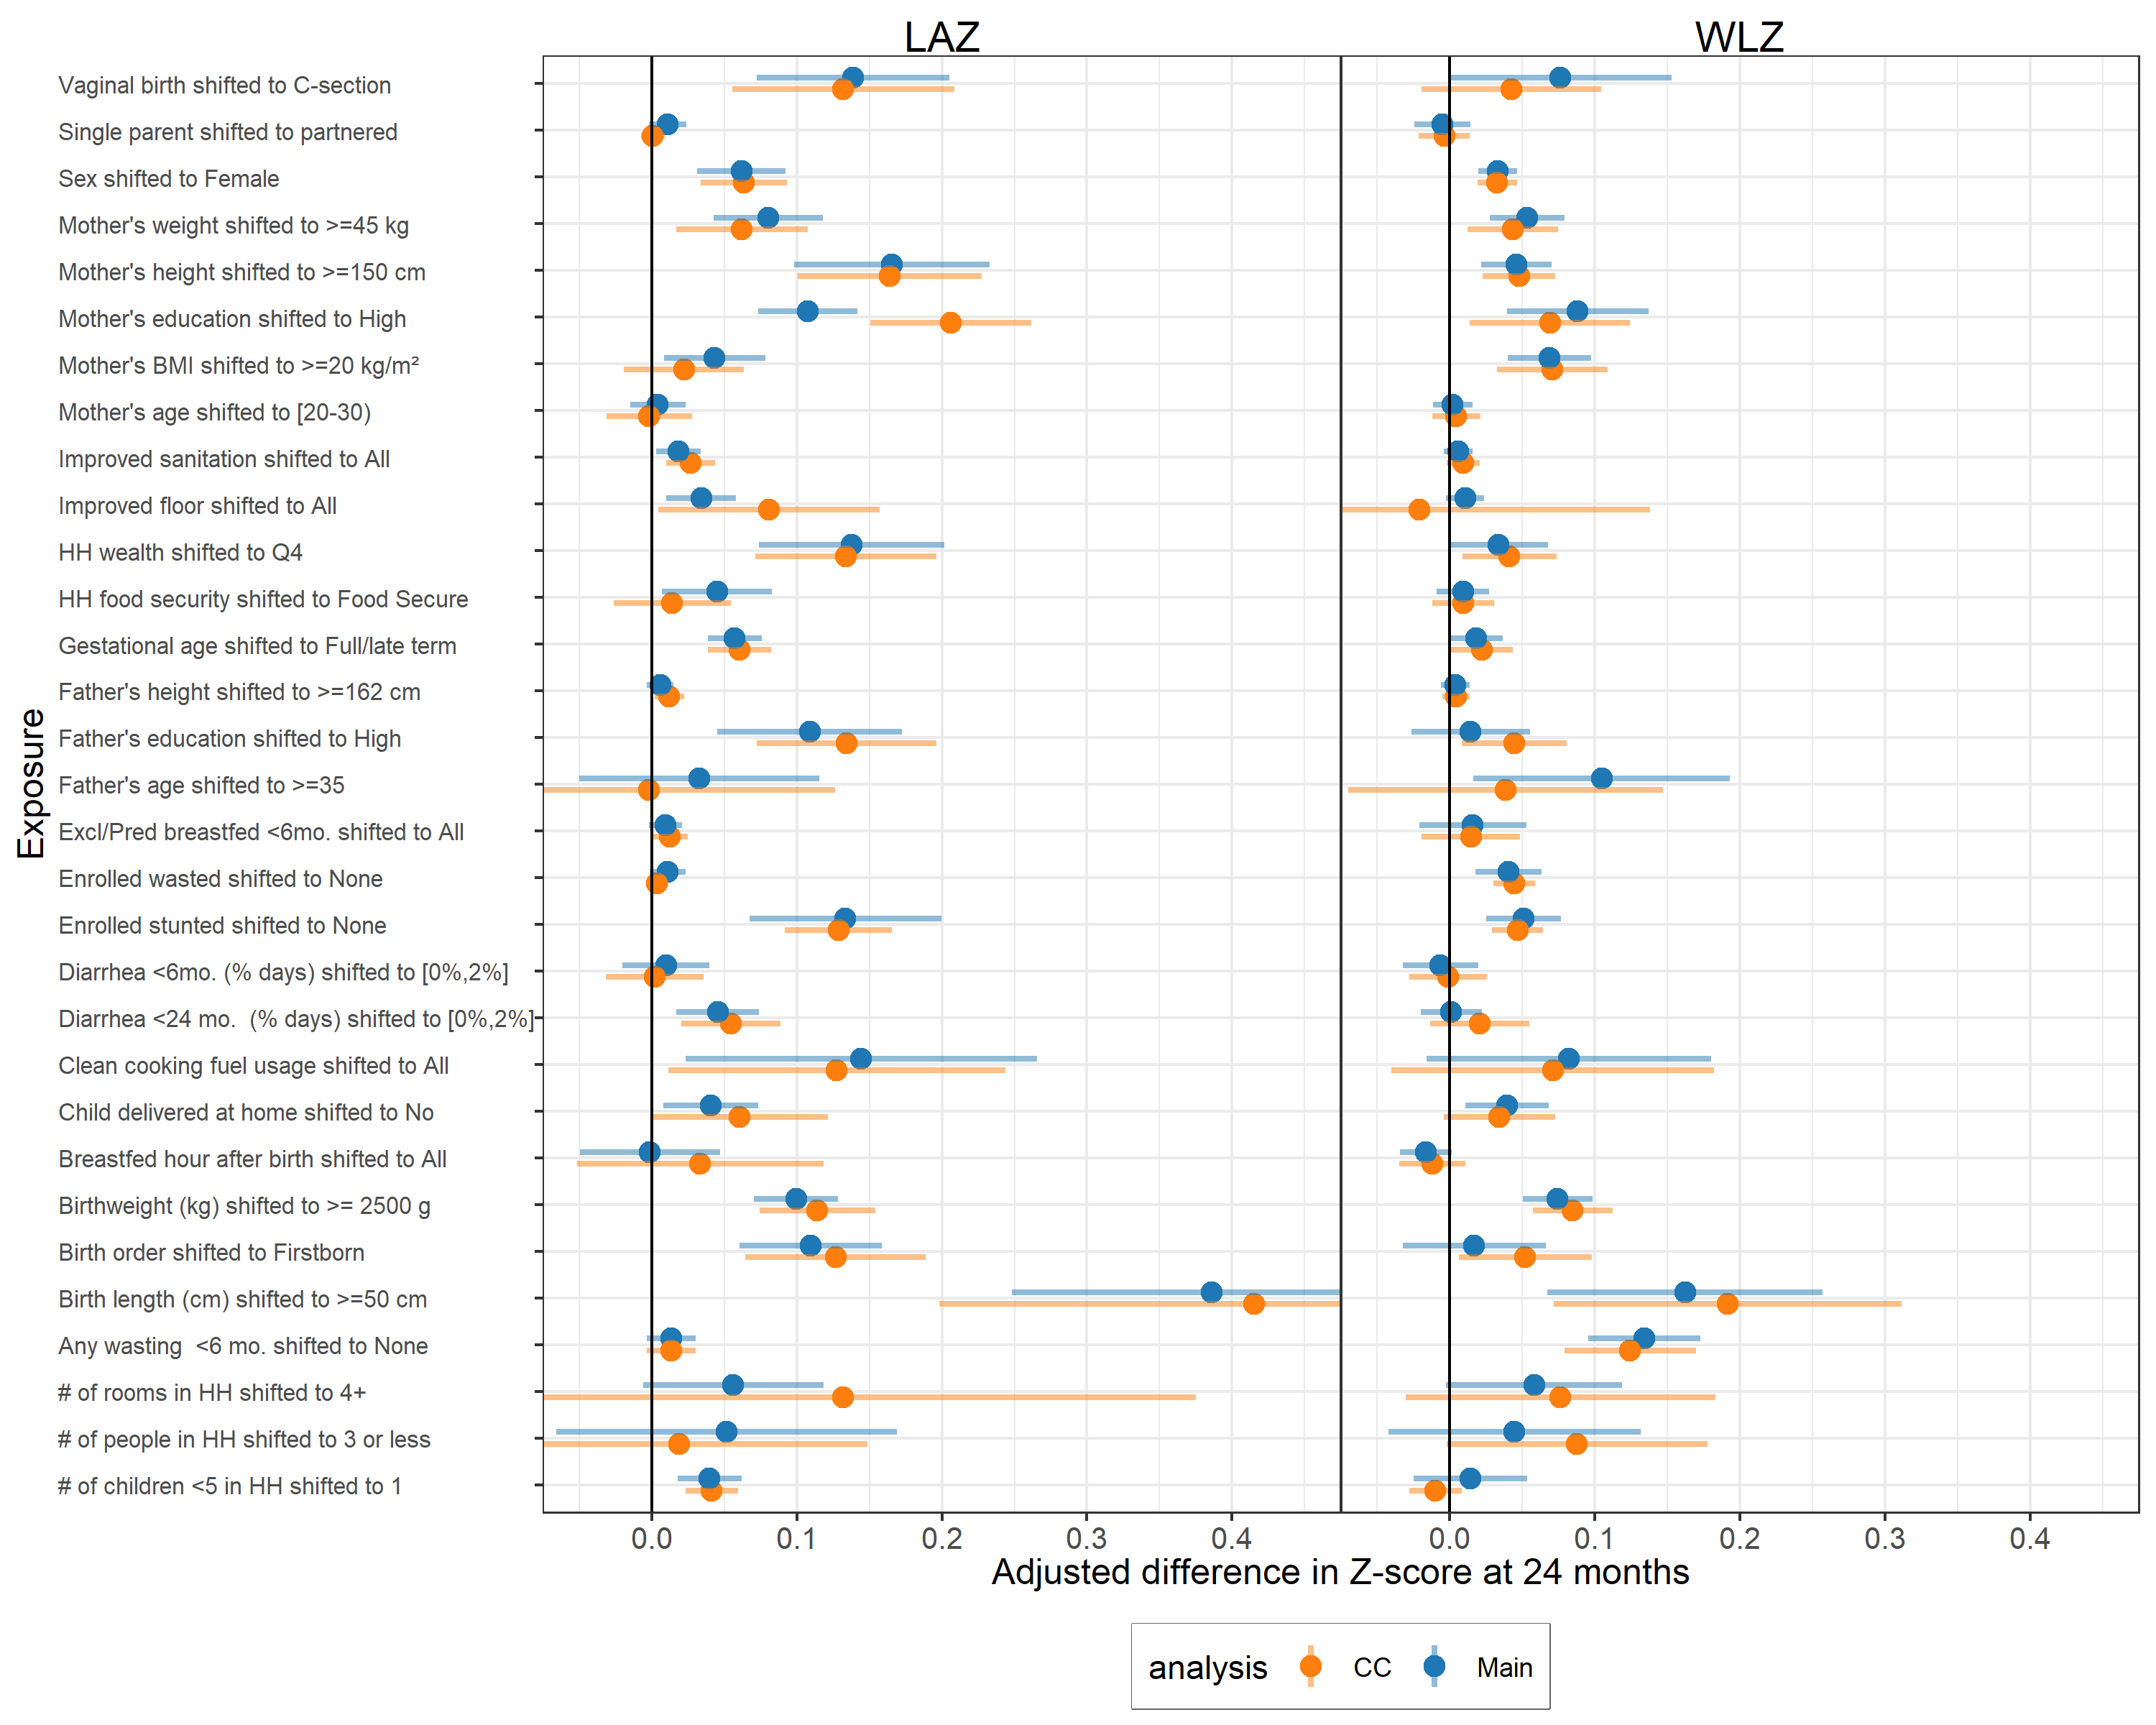 LAZ WLZ
Vaginal birth shifted to C-section
Single parent shifted to partnered
Sex shifted to Female
Mother's weight shifted to >=45 kg
Mother's height shifted to >=150 cm
Mother's education shifted to High
Mother's BMI shifted to >=20 kg/m²
Mother's age shifted to [20-30)
Improved sanitation shifted to All
Improved floor shifted to All
HH wealth shifted to Q4
HH food security shifted to Food Secure
Gestational age shifted to Full/late term
Father's height shifted to >=162 cm
Father's education shifted to High
Father's age shifted to >=35
Excl/Pred breastfed <6mo. shifted to All
Enrolled wasted shifted to None
Enrolled stunted shifted to None
Diarrhea <6mo. (% days) shifted to [0%,2%]
Diarrhea <24 mo.  (% days) shifted to [0%,2%]
Clean cooking fuel usage shifted to All
Child delivered at home shifted to No
Breastfed hour after birth shifted to All
Birthweight (kg) shifted to >= 2500 g
Birth order shifted to Firstborn
Birth length (cm) shifted to >=50 cm
Any wasting  <6 mo. shifted to None
# of rooms in HH shifted to 4+
# of people in HH shifted to 3 or less
# of children <5 in HH shifted to 1
Exposure
0.0 0.1 0.2 0.3 0.4 0.0 0.1 0.2 0.3 0.4
Adjusted difference in Z-score at 24 months
analysis CC Main